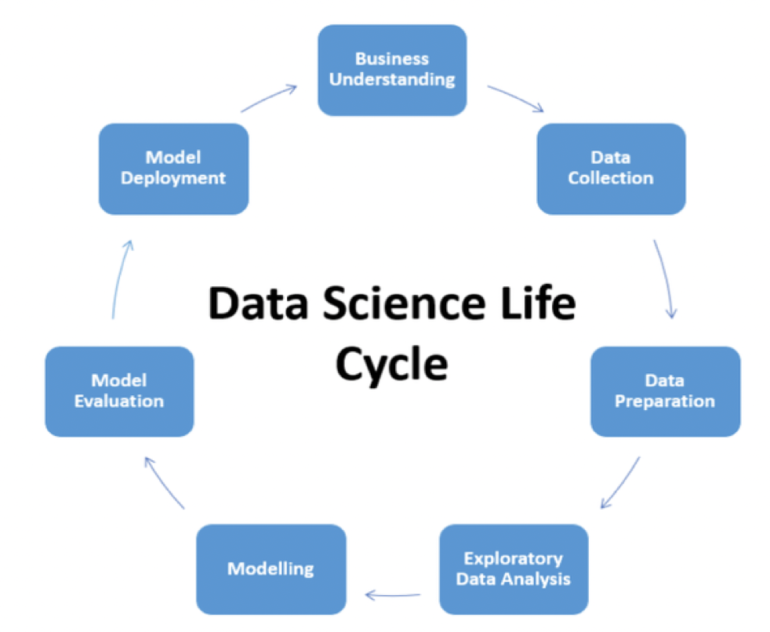 Business
Understanding
Data
Collection
Data
Preparation
Exploratory
Data Analysis
Modelling
Model
Evaluation
Model
Deployment
Data Science Life
Cycle